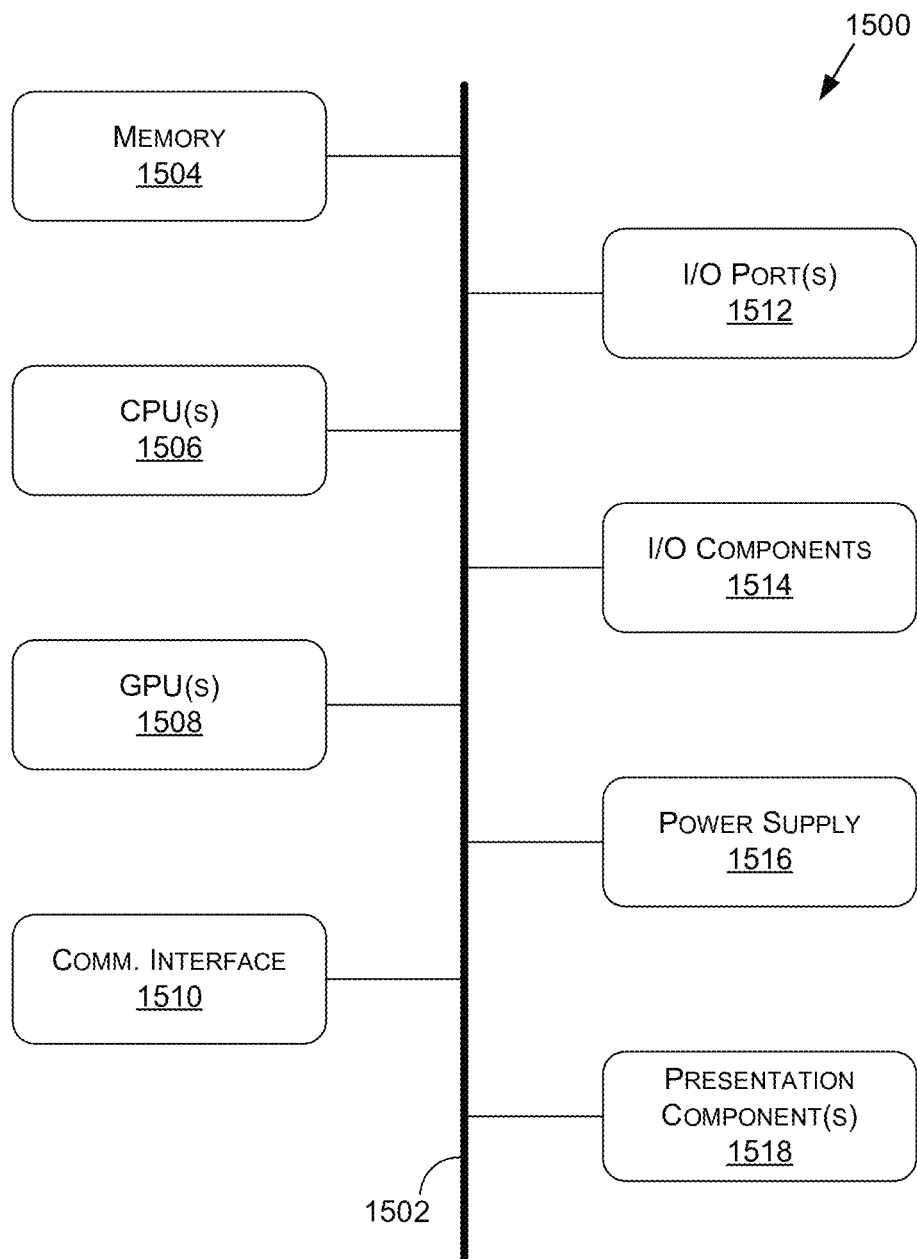 1500
MEMORY
1504
I/O PORT(S)
1512
CPU(S)
1506
I/O COMPONENTS
1514
GPU(S)
1508
POWER SUPPLY
1516
COMM. INTERFACE
1510
PRESENTATION
COMPONENT(S)
1518
1502